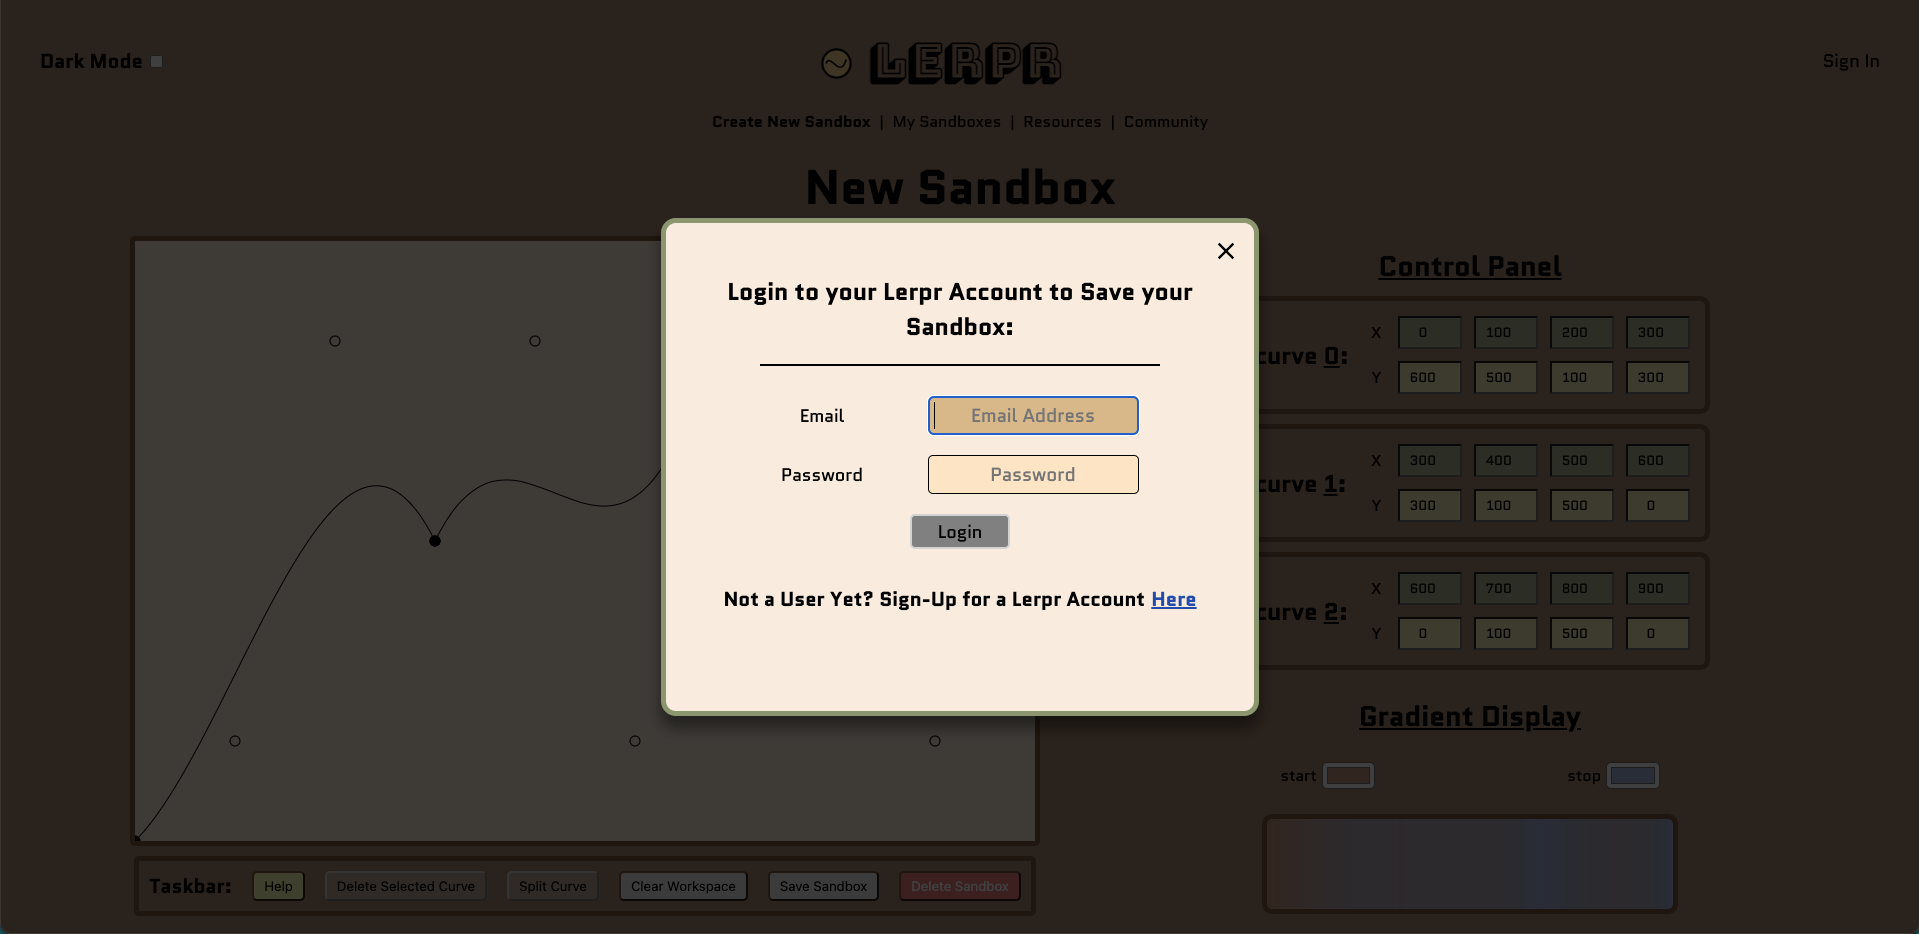 Dark Mode
LERPR
Sign In
Create New Sandbox | My Sandboxes | Resources | Community
New Sandbox
Login to your Lerpr Account to Save your
Sandbox:
Email Email Address
Password Password
Login
Not a User Yet? Sign-Up for a Lerpr Account Here
Control Panel
curve 0:
X 0 100 200 300
Y 600 500 100 300
curve 1:
X 300 400 500 600
Y 300 100 500 0
curve 2:
X 600 700 800 900
Y 0 100 500 0
Gradient Display
start stop
Taskbar: Help Delete Selected Curve Split Curve Clear Workspace Save Sandbox Delete Sandbox